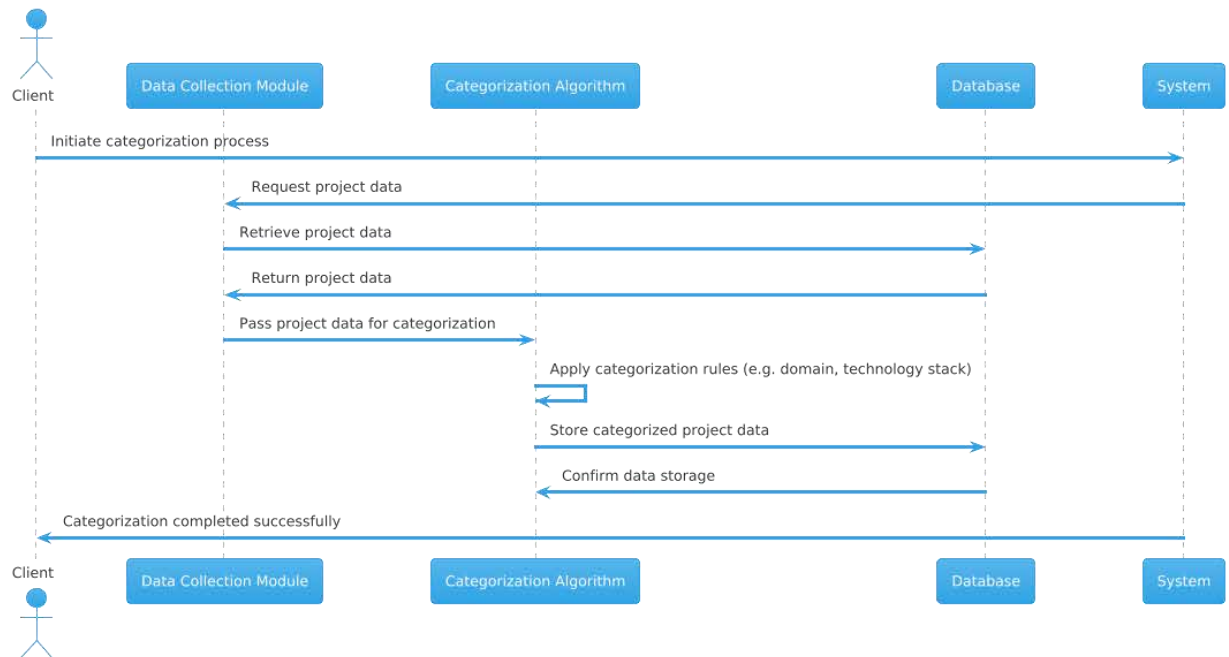 Client
Data Collection Module
Categorization Algorithm
Database
System
Initiate categorization process
Request project data
Retrieve project data
Return project data
Pass project data for categorization
Apply categorization rules (e.g. domain, technology stack)
Store categorized project data
Confirm data storage
Categorization completed successfully
Client
Data Collection Module
Categorization Algorithm
Database
System